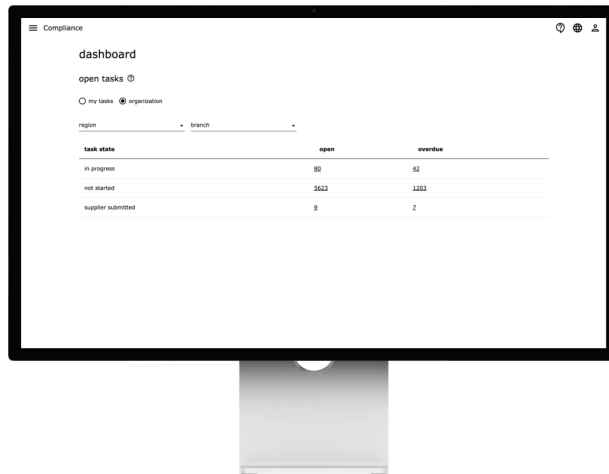 Compliance
dashboard
open tasks
my tasks organization
region branch
task state open overdue
in progress 80 42
not started 5623 1203
supplier submitted 9 7